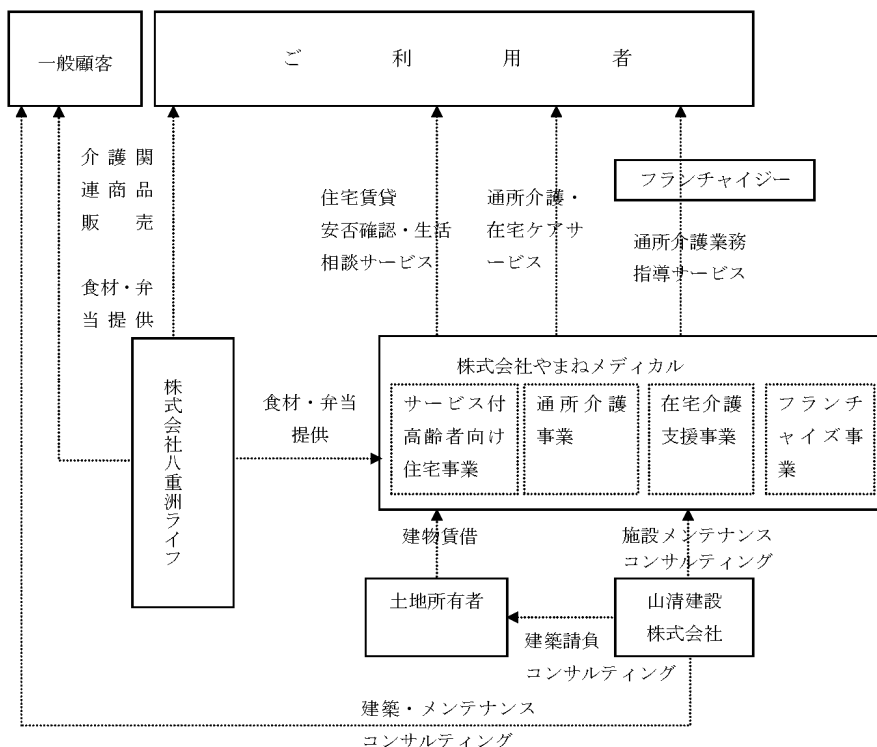 一般顧客
ご利用者
介護関
連商品
販売
食材・弁
当提供
住宅賃貸
安否確認・生活
相談サービス
通所介護・
在宅ケアサ
ービス
フランチャイジー
通所介護業務
指導サービス
株式会社八重洲ライフ
食材・弁当
提供
株式会社やまねメディカル
サービス付
高齢者向け
住宅事業
通所介護
事業
在宅介護
支援事業
フランチ
ャイズ事
業
建物賃借
施設メンテナンス
コンサルティング
土地所有者
山清建設
株式会社
建築請負
コンサルティング
建築・メンテナンス
コンサルティング